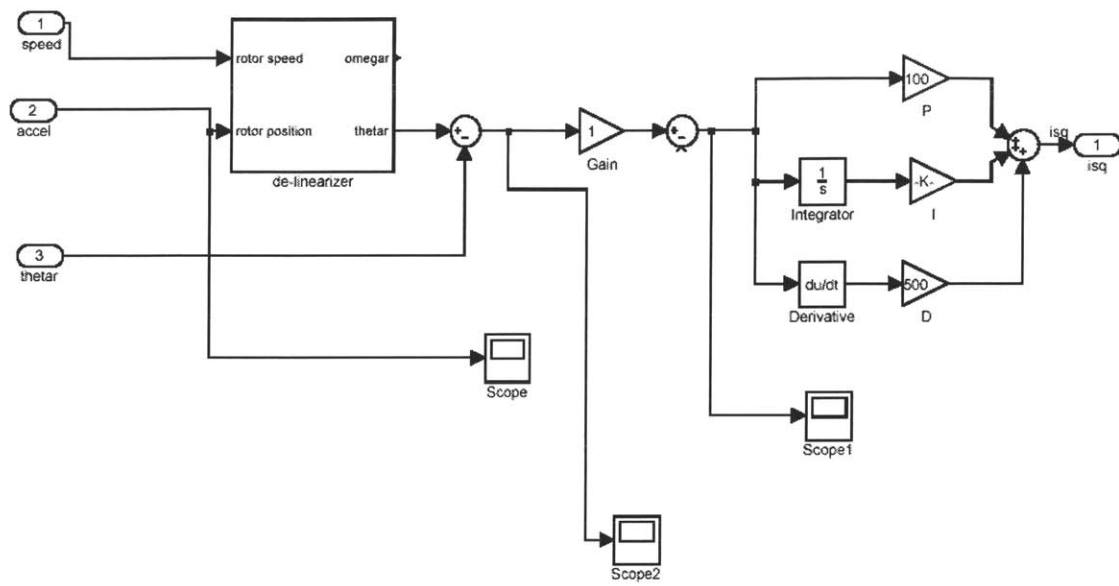 1
speed
rotor speed
omegar
2
accel
rotor position
thetar
de-linearizer
+
-
1
Gain
+
-
100
P
1
s
Integrator
-K-
I
+
+
+
isq
1
isq
3
thetar
du/dt
Derivative
500
D
Scope
Scope1
Scope2